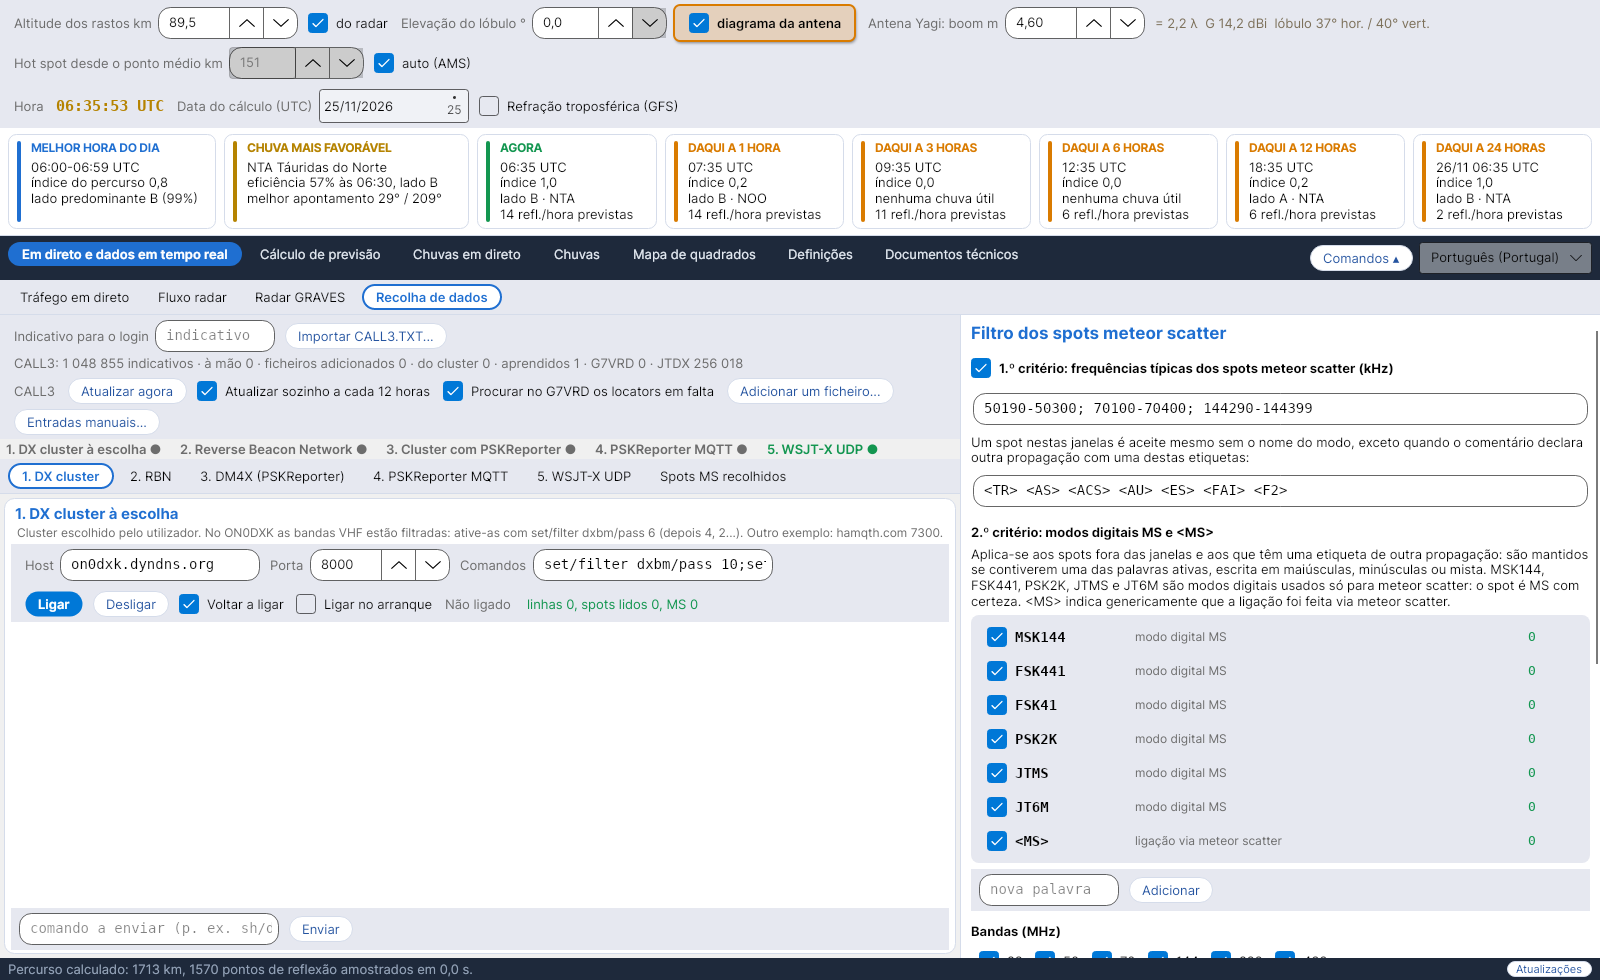 Altitude dos rastos km 89,5 do radar Elevação do lóbulo ° 0,0 diagrama da antena Antena Yagi: boom m 4,60 = 2,2 λ G 14,2 dBi lóbulo 37° hor. / 40° vert.
Hot spot desde o ponto médio km 151 auto (AMS)
Hora 06:35:53 UTC Data do cálculo (UTC) 25/11/2026 25 Refração troposférica (GFS)
MELHOR HORA DO DIA
06:00-06:59 UTC
índice do percurso 0,8
lado predominante B (99%)
CHUVA MAIS FAVORÁVEL
NTA Táuridas do Norte
eficiência 57% às 06:30, lado B
melhor apontamento 29° / 209°
AGORA
06:35 UTC
índice 1,0
lado B · NTA
14 refl./hora previstas
DAQUI A 1 HORA
07:35 UTC
índice 0,2
lado B · NOO
14 refl./hora previstas
DAQUI A 3 HORAS
09:35 UTC
índice 0,0
nenhuma chuva útil
11 refl./hora previstas
DAQUI A 6 HORAS
12:35 UTC
índice 0,0
nenhuma chuva útil
6 refl./hora previstas
DAQUI A 12 HORAS
18:35 UTC
índice 0,2
lado A · NTA
6 refl./hora previstas
DAQUI A 24 HORAS
26/11 06:35 UTC
índice 1,0
lado B · NTA
2 refl./hora previstas
Em direto e dados em tempo real Cálculo de previsão Chuvas em direto Chuvas Mapa de quadrados Definições Documentos técnicos Comandos ▴ Português (Portugal)
Tráfego em direto Fluxo radar Radar GRAVES Recolha de dados
Indicativo para o login indicativo Importar CALL3.TXT...
CALL3: 1 048 855 indicativos · à mão 0 · ficheiros adicionados 0 · do cluster 0 · aprendidos 1 · G7VRD 0 · JTDX 256 018
CALL3 Atualizar agora Atualizar sozinho a cada 12 horas Procurar no G7VRD os locators em falta Adicionar um ficheiro...
Entradas manuais...
1. DX cluster à escolha ● 2. Reverse Beacon Network ● 3. Cluster com PSKReporter ● 4. PSKReporter MQTT ● 5. WSJT-X UDP ●
1. DX cluster 2. RBN 3. DM4X (PSKReporter) 4. PSKReporter MQTT 5. WSJT-X UDP Spots MS recolhidos
1. DX cluster à escolha
Cluster escolhido pelo utilizador. No ON0DXK as bandas VHF estão filtradas: ative-as com set/filter dxbm/pass 6 (depois 4, 2...). Outro exemplo: hamqth.com 7300.
Host on0dxk.dyndns.org Porta 8000 Comandos set/filter dxbm/pass 10;se
Ligar Desligar Voltar a ligar Ligar no arranque Não ligado linhas 0, spots lidos 0, MS 0
comando a enviar (p. ex. sh/d Enviar
Filtro dos spots meteor scatter
1.º critério: frequências típicas dos spots meteor scatter (kHz)
50190-50300; 70100-70400; 144290-144399
Um spot nestas janelas é aceite mesmo sem o nome do modo, exceto quando o comentário declara
outra propagação com uma destas etiquetas:
<TR> <AS> <ACS> <AU> <ES> <FAI> <F2>
2.º critério: modos digitais MS e <MS>
Aplica-se aos spots fora das janelas e aos que têm uma etiqueta de outra propagação: são mantidos
se contiverem uma das palavras ativas, escrita em maiúsculas, minúsculas ou mista. MSK144,
FSK441, PSK2K, JTMS e JT6M são modos digitais usados só para meteor scatter: o spot é MS com
certeza. <MS> indica genericamente que a ligação foi feita via meteor scatter.
MSK144 modo digital MS 0
FSK441 modo digital MS 0
FSK41 modo digital MS 0
PSK2K modo digital MS 0
JTMS modo digital MS 0
JT6M modo digital MS 0
<MS> ligação via meteor scatter 0
nova palavra Adicionar
Bandas (MHz)
Percurso calculado: 1713 km, 1570 pontos de reflexão amostrados em 0,0 s. Atualizações